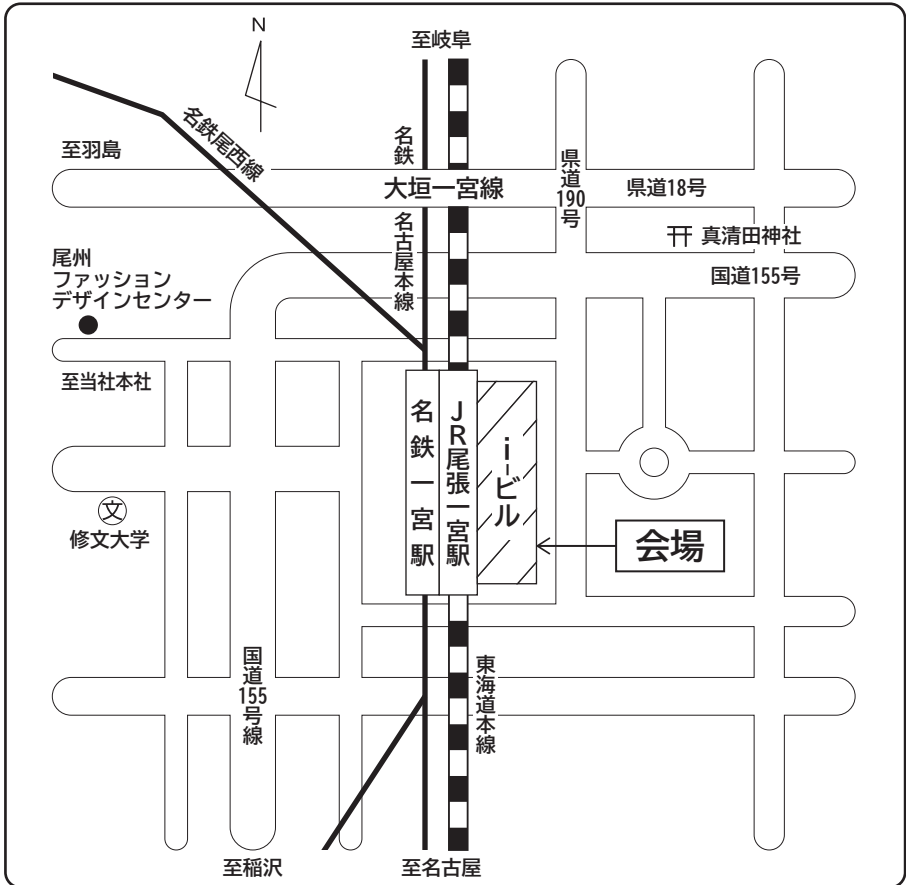 N
至岐阜
名鉄尾西線
名鉄
名古屋本線
至羽島
大垣一宮線
県道190号
県道18号
真清田神社
国道155号
尾州
ファッション
デザインセンター
至当社本社
名鉄一宮駅
JR尾張一宮駅
i-ビル
会場
文
修文大学
国道155号線
東海道本線
至稲沢
至名古屋